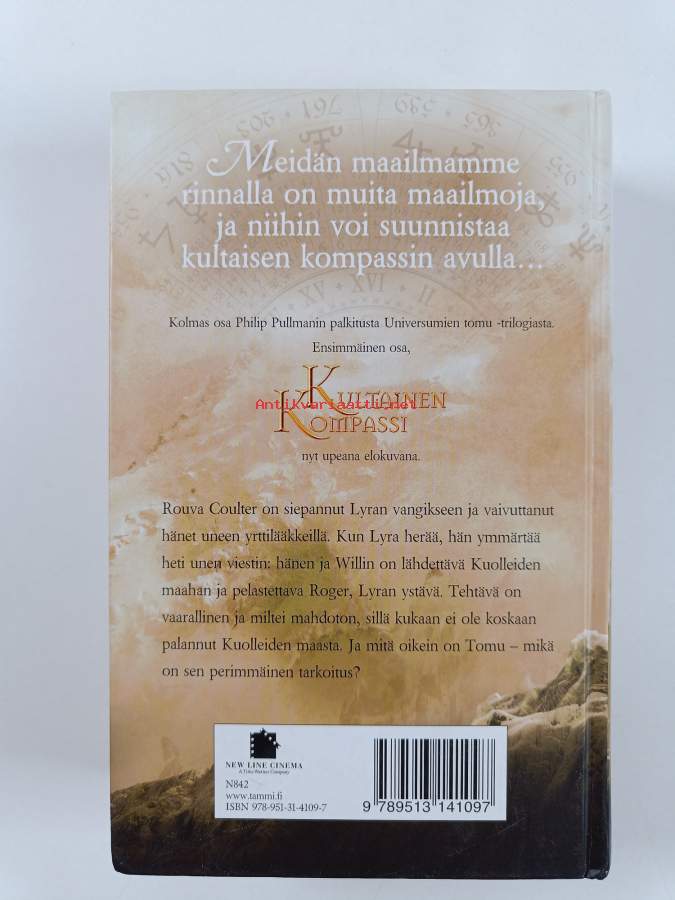 Meidän maailmamme
rinnalla on muita maailmoja,
ja niihin voi suunnistaa
kultaisen kompassin avulla...
Kolmas osa Philip Pullmanin palkitusta Universumien tomu -trilogiasta.
Ensimmäinen osa,
KULTAINEN
Antikvariaatti.net
KOMPASSI
nyt upeana elokuvana.
Rouva Coulter on siepannut Lyran vangikseen ja vaivuttanut
hänet uneen yrttilääkkeillä. Kun Lyra herää, hän ymmärtää
heti unen viestin: hänen ja Willin on lähdettävä Kuolleiden
maahan ja pelastettava Roger, Lyran ystävä. Tehtävä on
vaarallinen ja miltei mahdoton, sillä kukaan ei ole koskaan
palannut Kuolleiden maasta. Ja mitä oikein on Tomu – mikä
on sen perimmäinen tarkoitus?
NEW LINE CINEMA
A Time Warner Company
N842
www.tammi.fi
ISBN 978-951-31-4109-7
9 789513 141097